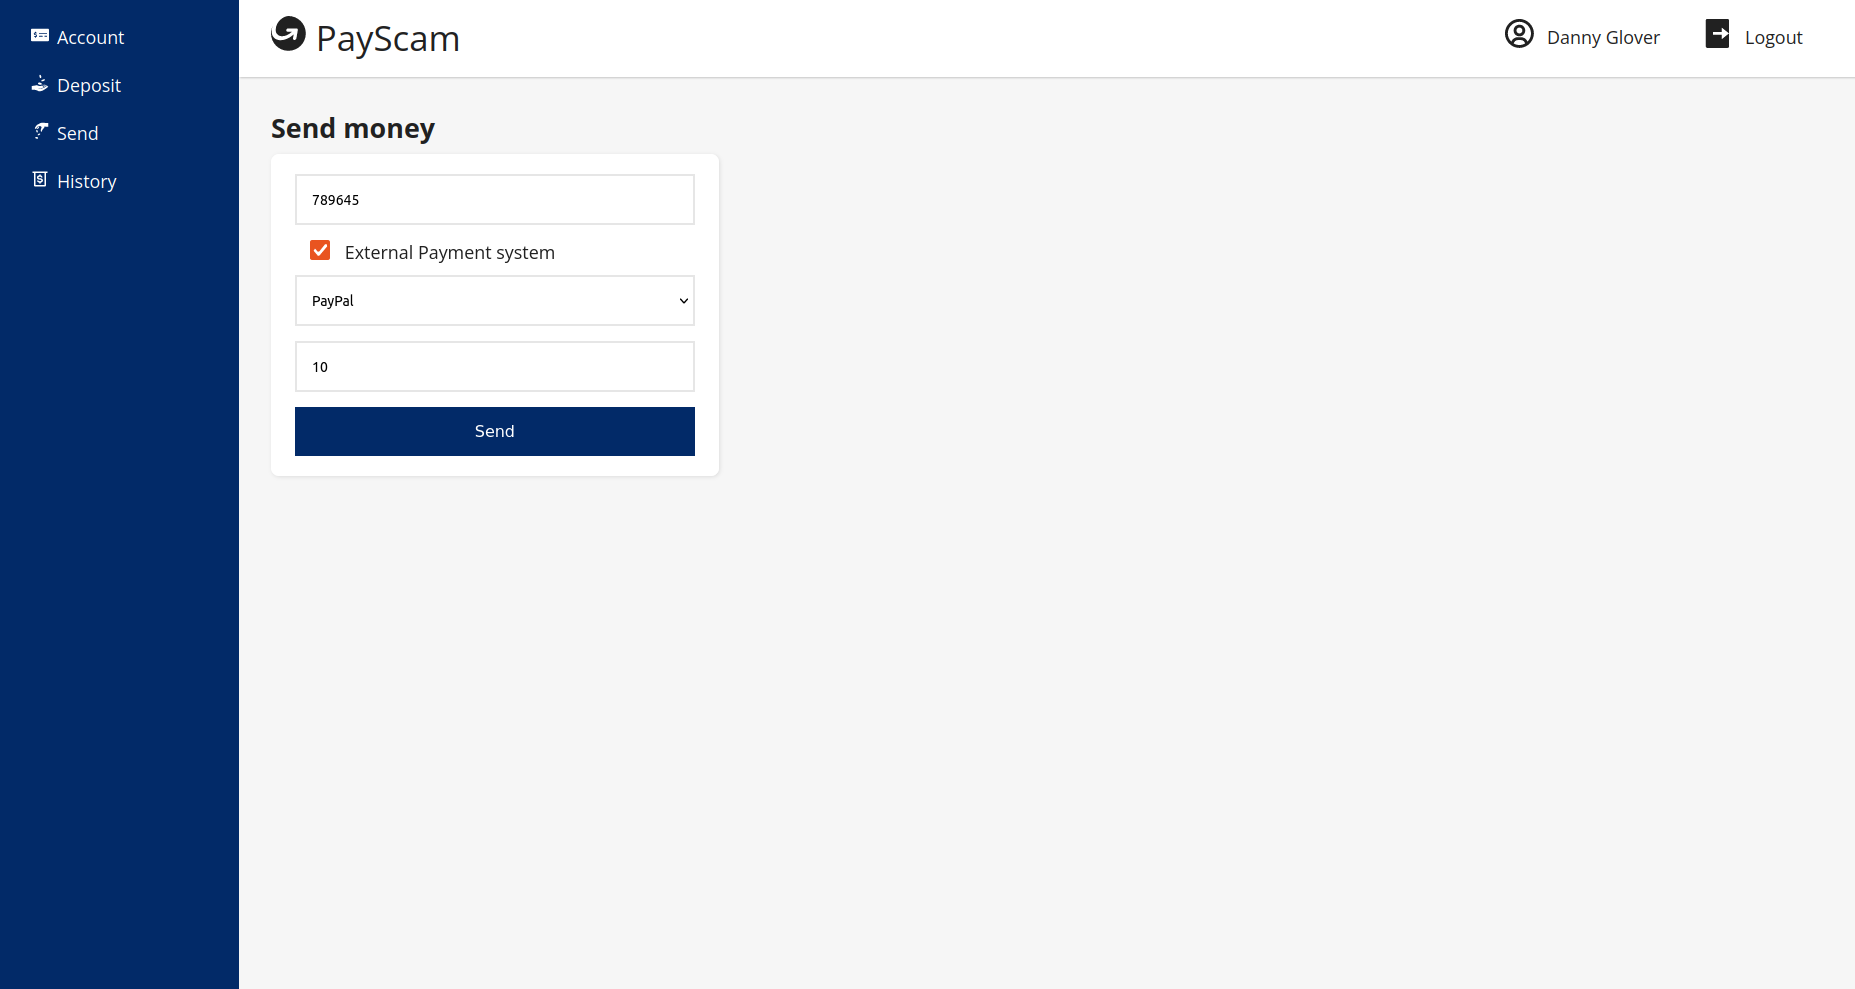 Account
Deposit
Send
History
PayScam
Danny Glover
Logout
Send money
789645
External Payment system
PayPal
10
Send